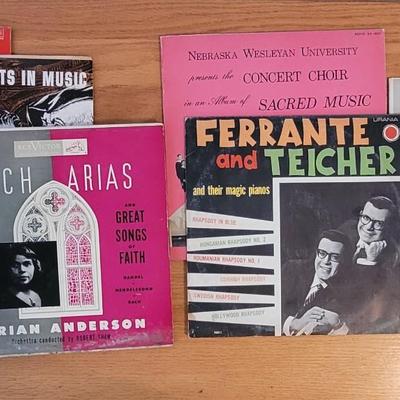 TS IN MUSIC
NEBRASKA WESLEYAN UNIVERSITY
presents the CONCERT CHOIR
in an Album of SACRED MUSIC
RCA VICTOR
CH ARIAS
AND
GREAT
SONGS
OF
FAITH
HANDEL
MENDELSSOHN
BACH
RIAN ANDERSON
Orchestra conducted by ROBERT SHAW
URANIA
FERRANTE
and TEICHER
and their magic pianos
RHAPSODY IN BLUE
HUNGARIAN RHAPSODY NO. 2
ROUMANIAN RHAPSODY NO. 1
CORNISH RHAPSODY
SWEDISH RHAPSODY
HOLLYWOOD RHAPSODY